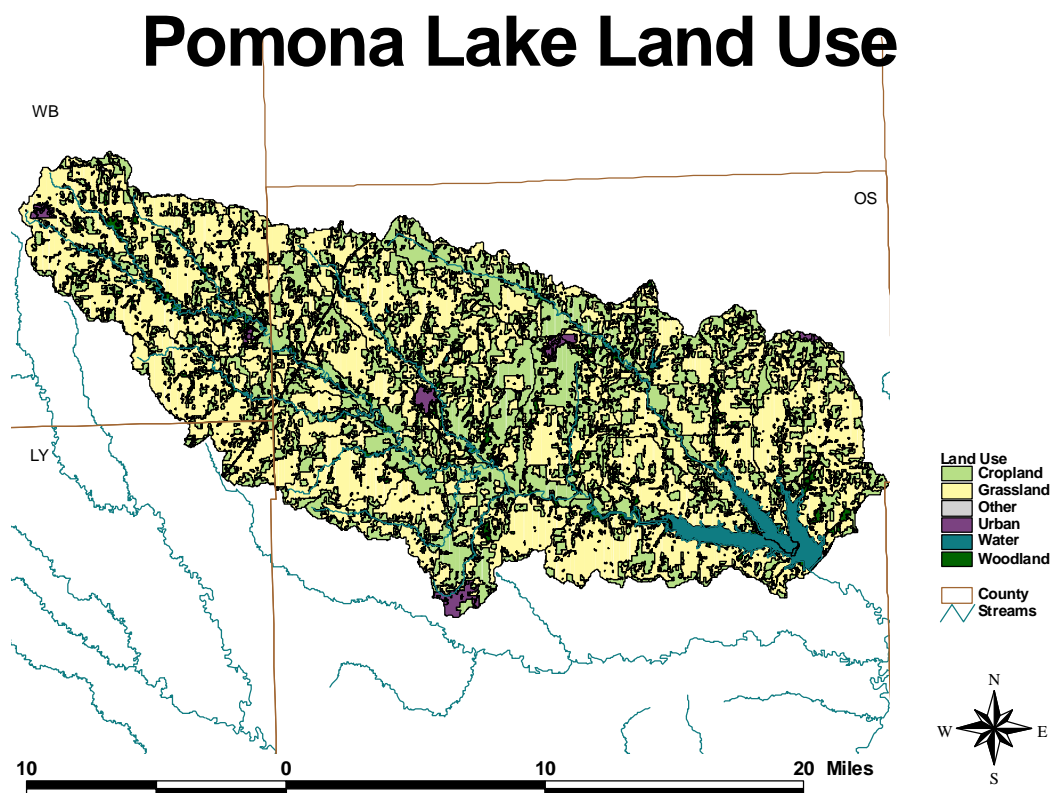 Pomona Lake Land Use
WB
OS
LY
Land Use
Cropland
Grassland
Other
Urban
Water
Woodland
County
Streams
N
W E
S
10 0 10 20 Miles